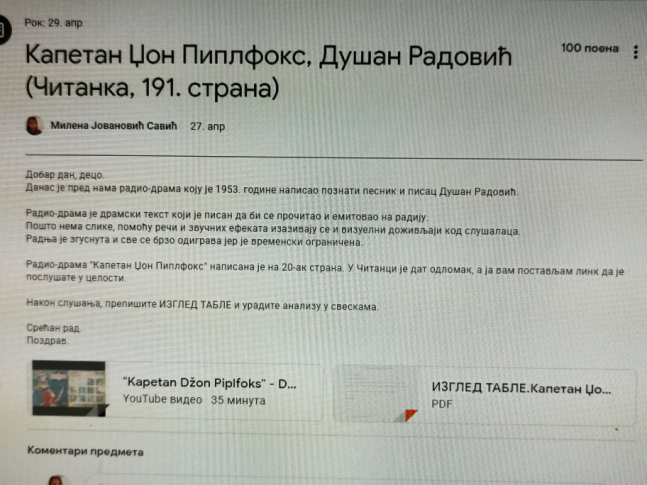 Рок: 29. апр
Капетан Џон Пиплфокс, Душан Радовић
(Читанка, 191. страна)
100 поена
Милена Јовановић Савић 27. апр
Добар дан, децо.
Данас је пред нама радио-драма коју је 1953. године написао познати песник и писац Душан Радовић.
Радио-драма је драмски текст који је писан да би се прочитао и емитовао на радију.
Пошто нема слике, помоћу речи и звучних ефеката изазивају се и визуелни доживљаји код слушалаца.
Радња је згуснута и све се брзо одиграва јер је временски ограничена.
Радио-драма "Капетан Џон Пиплфокс" написана је на 20-ак страна. У Читанци је дат одломак, а ја вам постављам линк да је
послушате у целости.
Након слушања, препишите ИЗГЛЕД ТАБЛЕ и урадите анализу у свескама.
Срећан рад.
Поздрав.
"Kapetan Džon Piplfoks" - D...
YouTube видео 35 минута
ИЗГЛЕД ТАБЛЕ.Капетан Џо...
PDF
Коментари предмета